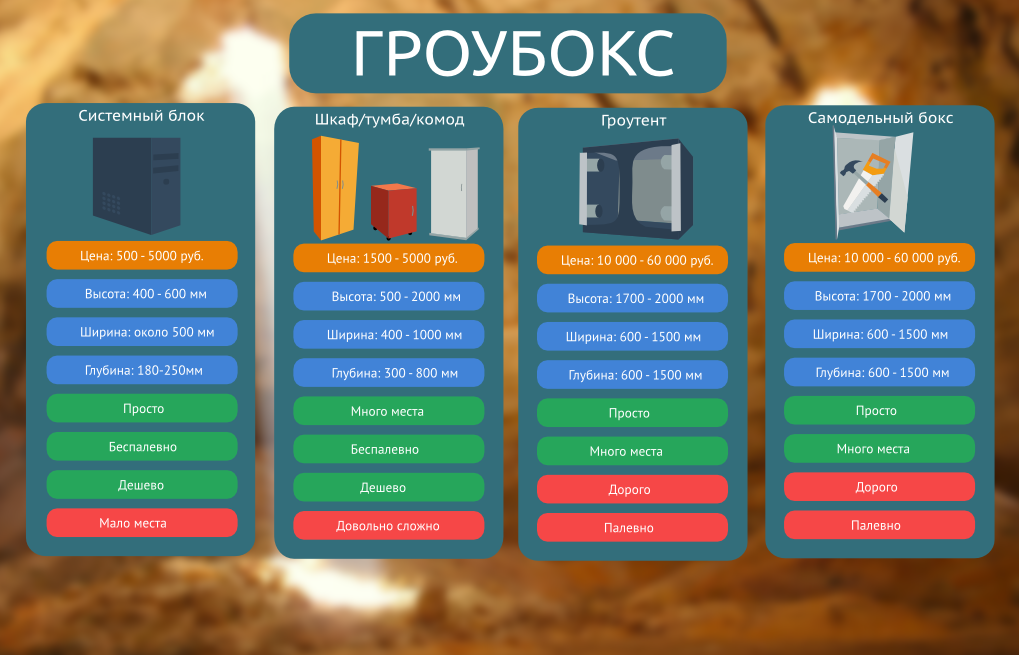 ГРОУБОКС
Системный блок
Цена: 500 - 5000 руб.
Высота: 400 - 600 мм
Ширина: около 500 мм
Глубина: 180-250мм
Просто
Беспалевно
Дешево
Мало места
Шкаф/тумба/комод
Цена: 1500 - 5000 руб.
Высота: 500 - 2000 мм
Ширина: 400 - 1000 мм
Глубина: 300 - 800 мм
Много места
Беспалевно
Дешево
Довольно сложно
Гроутент
Цена: 10 000 - 60 000 руб.
Высота: 1700 - 2000 мм
Ширина: 600 - 1500 мм
Глубина: 600 - 1500 мм
Просто
Много места
Дорого
Палевно
Самодельный бокс
Цена: 10 000 - 60 000 руб.
Высота: 1700 - 2000 мм
Ширина: 600 - 1500 мм
Глубина: 600 - 1500 мм
Просто
Много места
Дорого
Палевно